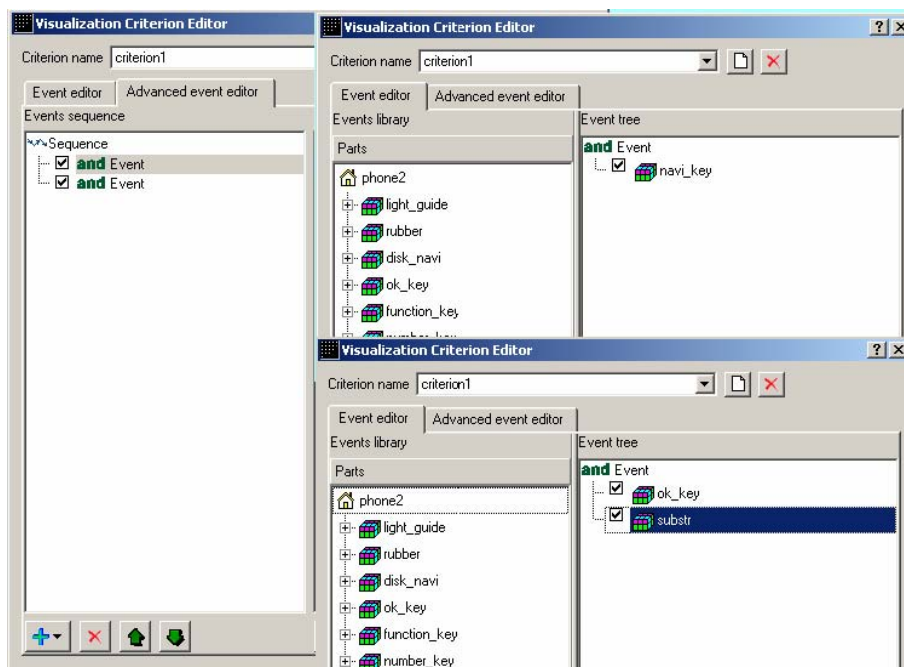 Visualization Criterion Editor
Criterion name criterion1
Event editor Advanced event editor
Events sequence
Sequence
and Event
and Event
Visualization Criterion Editor
Criterion name criterion1
Event editor Advanced event editor
Events library Event tree
Parts
and Event
navi_key
phone2
light_guide
rubber
disk_navi
ok_key
function_key
Visualization Criterion Editor
Criterion name criterion1
Event editor Advanced event editor
Events library Event tree
Parts
and Event
ok_key
substr
phone2
light_guide
rubber
disk_navi
ok_key
function_key
number_key